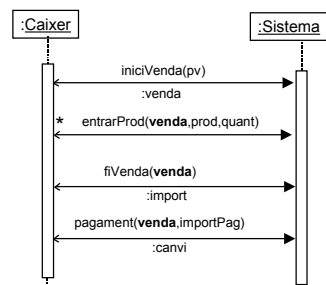 :Caixer
:Sistema
iniciVenda(pv)
:venda
* entrarProd(venda,prod,quant)
fiVenda(venda)
:import
pagament(venda,importPag)
:canvi